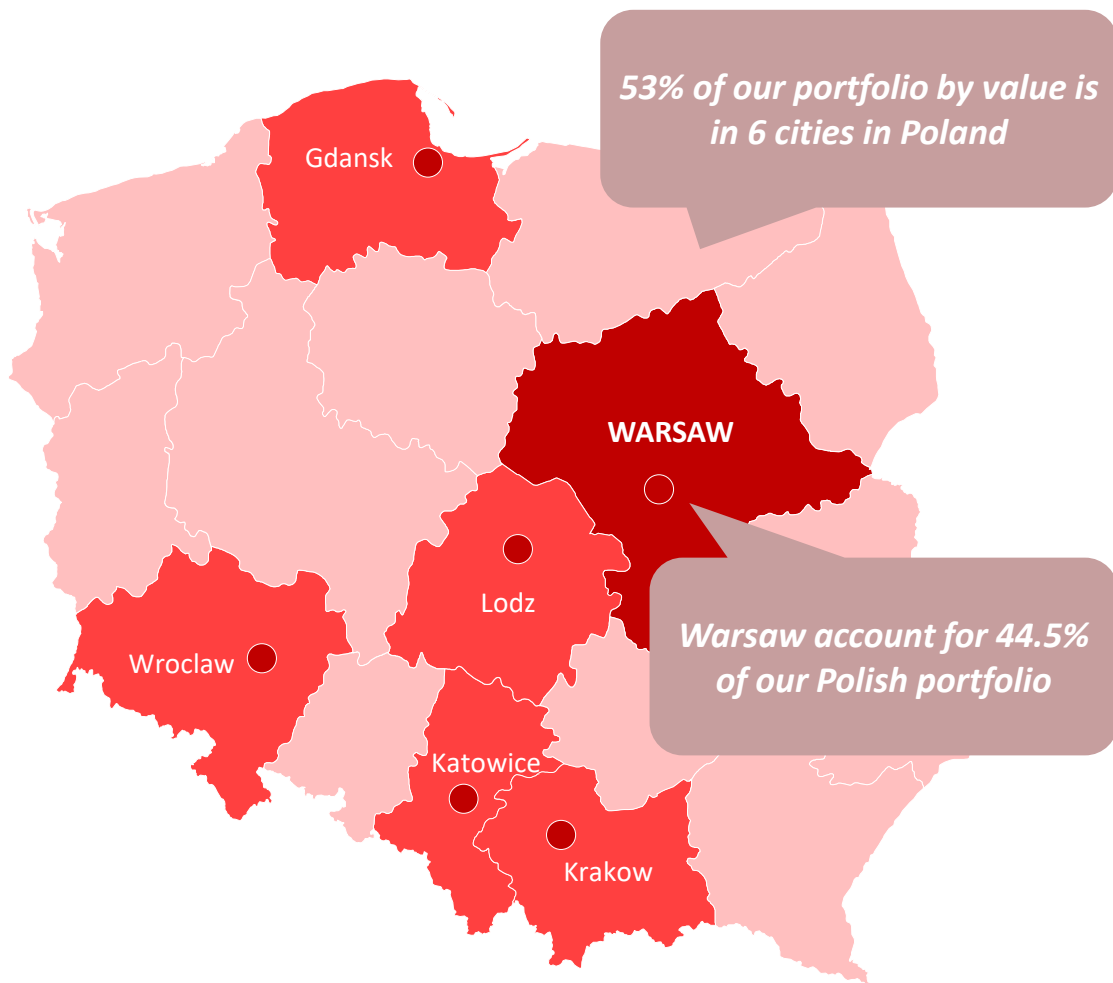 53% of our portfolio by value is
in 6 cities in Poland
Gdansk
WARSAW
Lodz
Warsaw account for 44.5%
of our Polish portfolio
Wroclaw
Katowice
Krakow